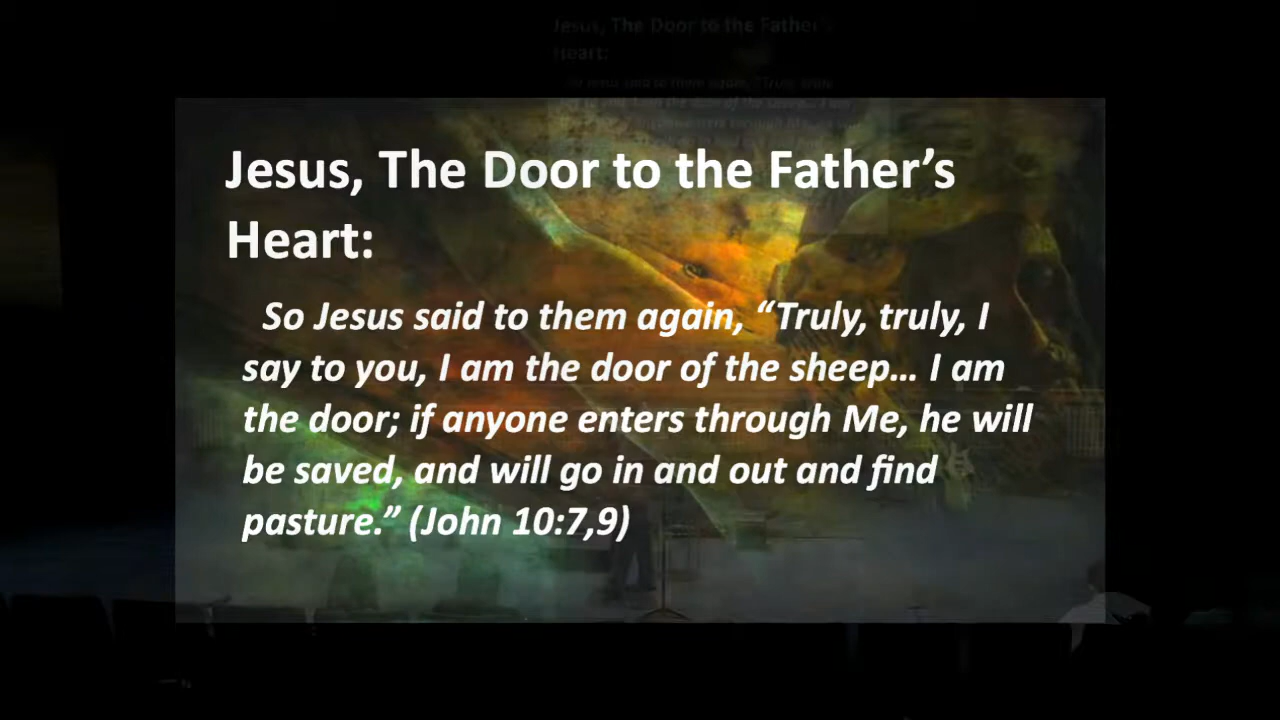 Jesus, The Door to the Father’s
Heart:
So Jesus said to them again, “Truly, truly, I
say to you, I am the door of the sheep… I am
the door; if anyone enters through Me, he will
be saved, and will go in and out and find
pasture.” (John 10:7,9)